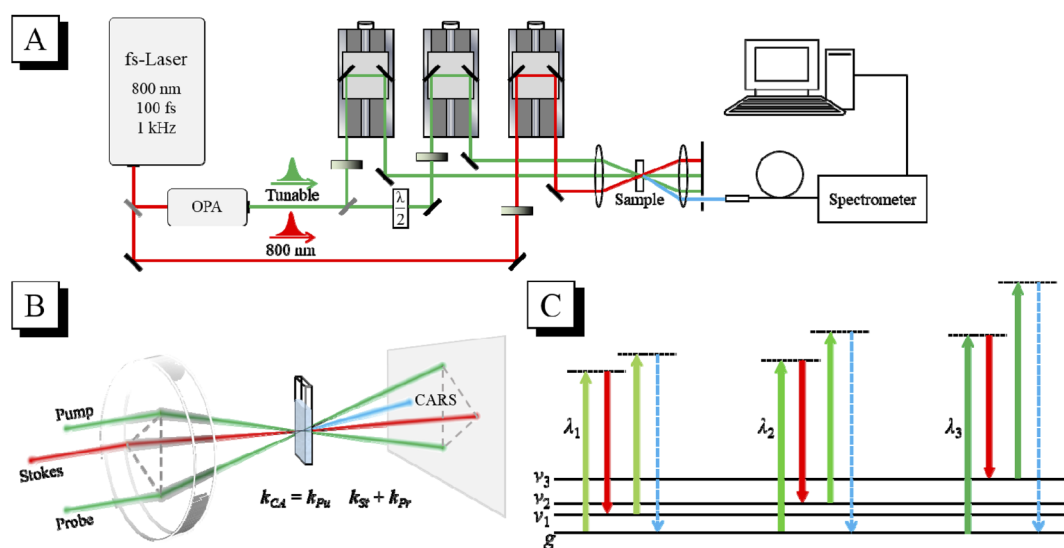 A
fs-Laser
800 nm
100 fs
1 kHz
OPA
Tunable
800 nm
λ
2
Sample
Spectrometer
B
Pump
Stokes
Probe
CARS
k_CA = k_Pu k_St + k_Pr
C
λ₁
λ₂
λ₃
ν₃
ν₂
ν₁
g